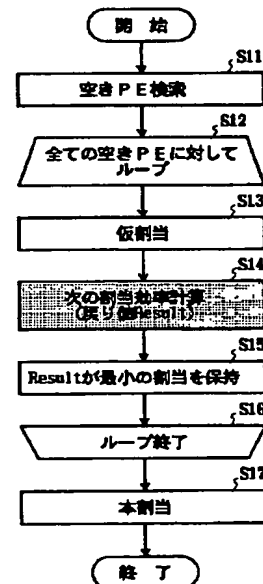 開 始
S11
空きPE検索
S12
全ての空きPEに対して
ループ
S13
仮割当
S14
次の割当効率計算
(戻り値Result)
S15
Resultが最小の割当を保持
S16
ループ終了
S17
本割当
終 了